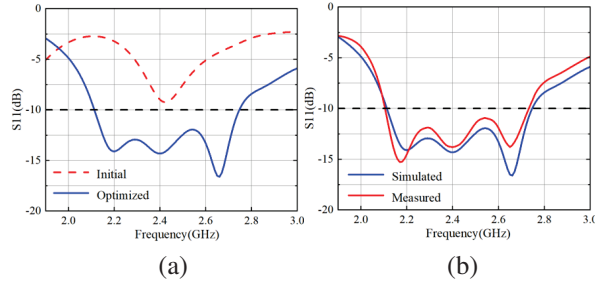 0
-5
-10
-15
-20
S11(dB)
Initial
Optimized
2.0 2.2 2.4 2.6 2.8 3.0
Frequency(GHz)
(a)
0
-5
-10
-15
-20
S11(dB)
Simulated
Measured
2.0 2.2 2.4 2.6 2.8 3.0
Frequency(GHz)
(b)